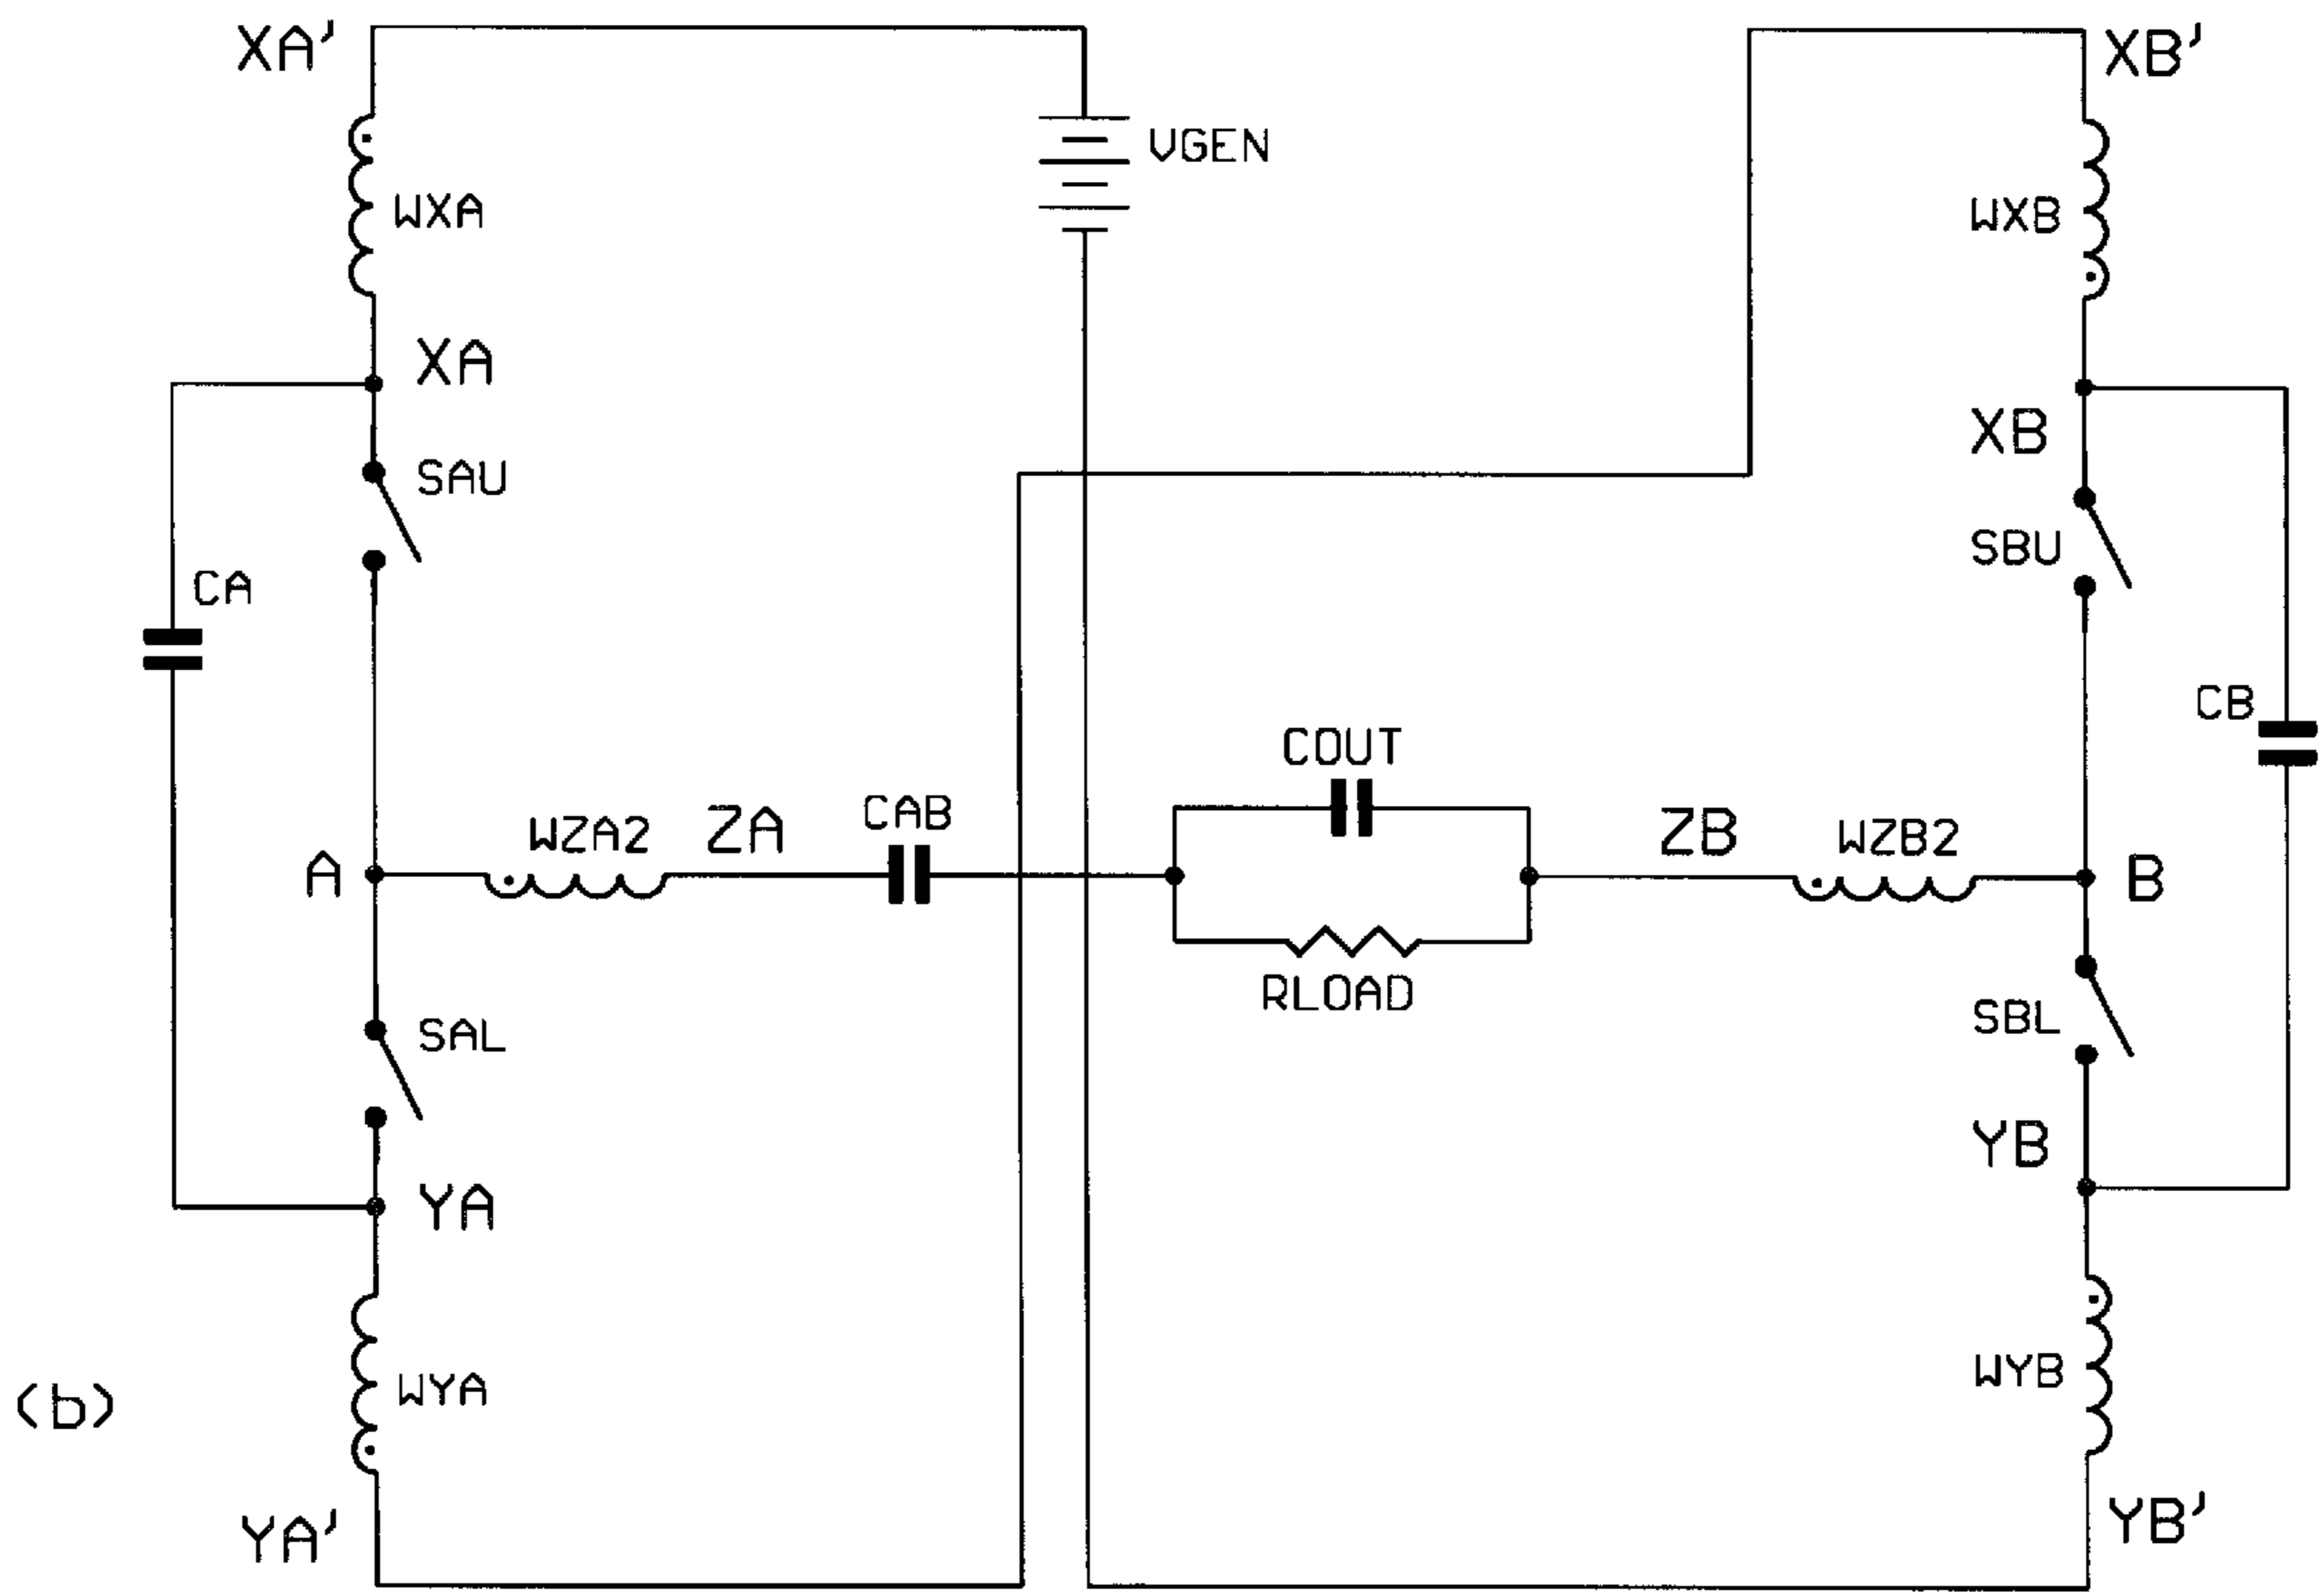 XA'
XB'
VGEN
WXA
WXB
XA
XB
SAU
SBU
CA
CB
COUT
WZA2
ZA
CAB
ZB
WZB2
A
B
RLOAD
SAL
SBL
YB
YA
WYA
WYB
(b)
YA'
YB'